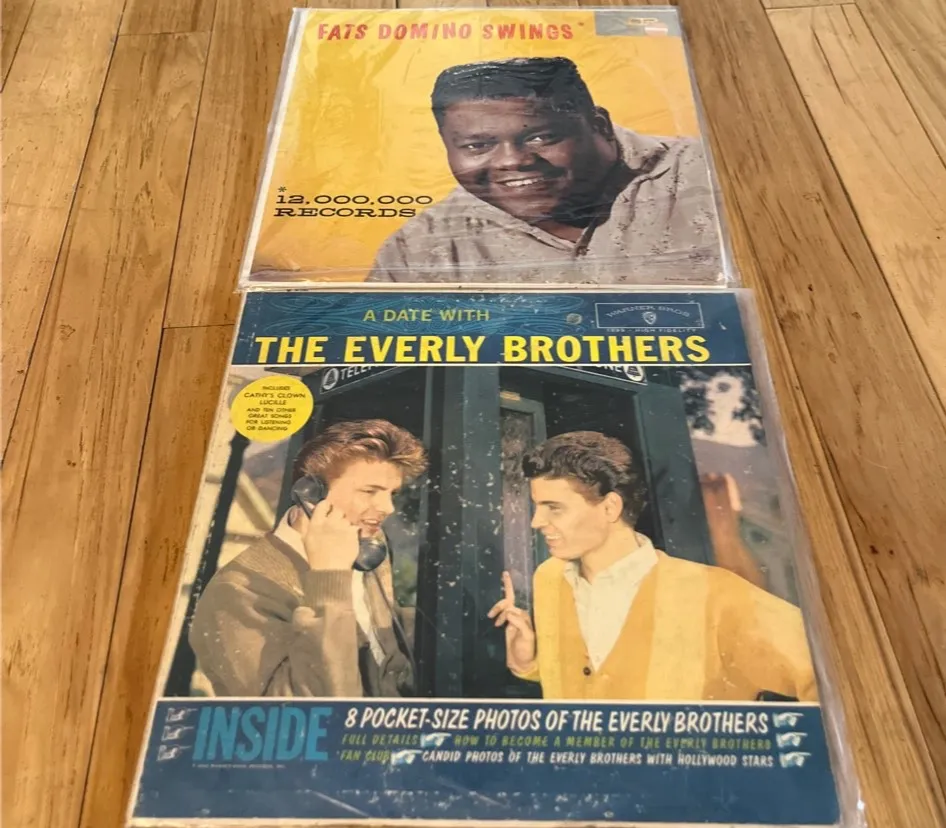 FATS DOMINO SWINGS*
*
12,000,000
RECORDS
A DATE WITH
WARNER BROS
1395 - HIGH FIDELITY
THE EVERLY BROTHERS
INCLUDES
CATHY'S CLOWN
LUCILLE
AND TEN OTHER
GREAT SONGS
FOR LISTENING
OR DANCING
INSIDE
8 POCKET-SIZE PHOTOS OF THE EVERLY BROTHERS
FULL DETAILS HOW TO BECOME A MEMBER OF THE EVERLY BROTHERS
FAN CLUB CANDID PHOTOS OF THE EVERLY BROTHERS WITH HOLLYWOOD STARS